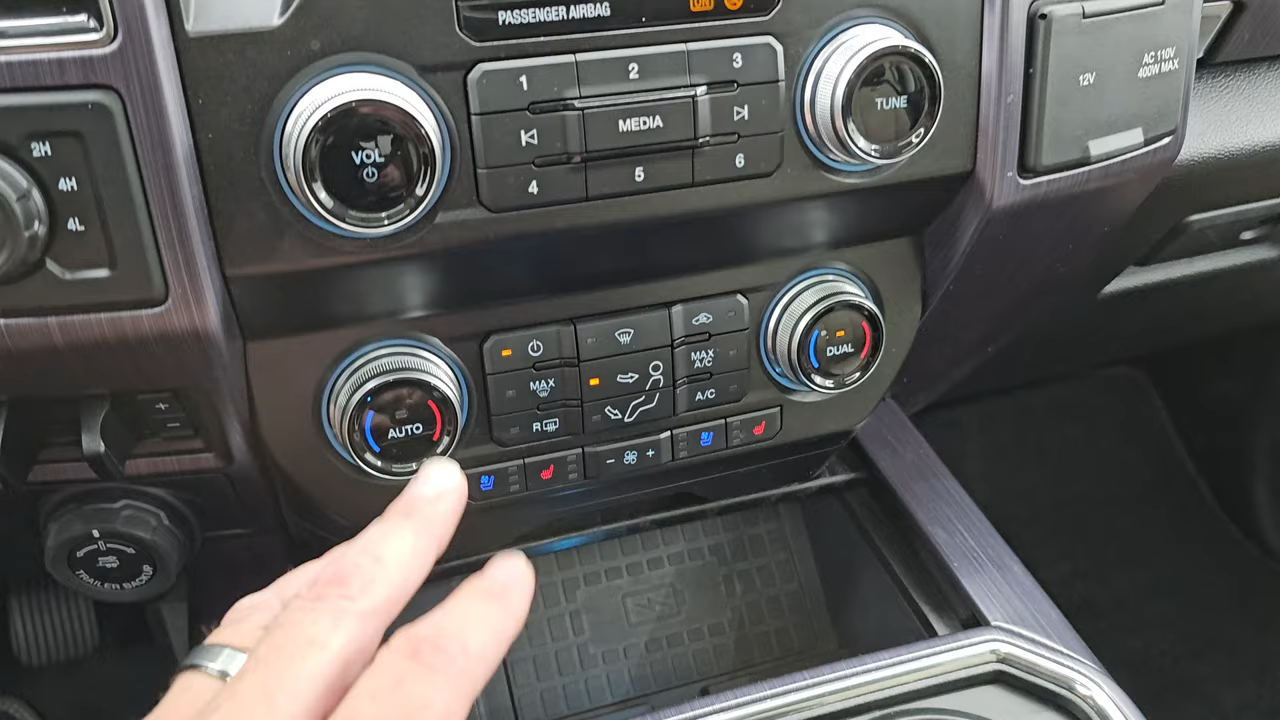 PASSENGER AIRBAG
ON
1
2
3
MEDIA
4
5
6
VOL
TUNE
12V
AC 110V
400W MAX
2H
4H
4L
AUTO
MAX
R
MAX
A/C
A/C
DUAL
- +
+
-
TRAILER BACKUP